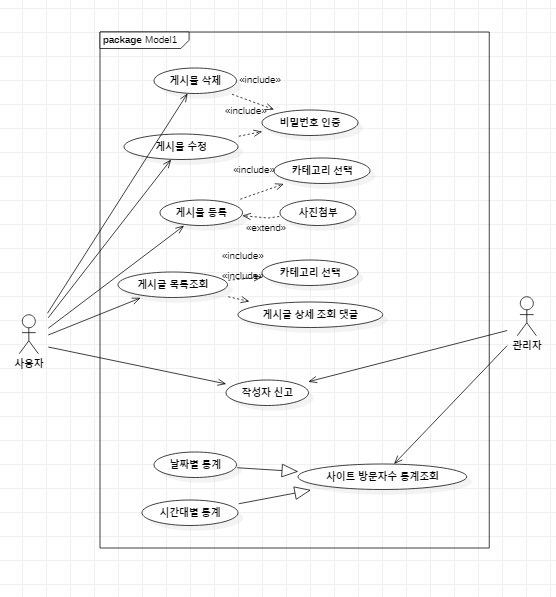 package Model1
게시물 삭제
«include»
«include»
비밀번호 인증
게시물 수정
«include»
카테고리 선택
게시물 등록
사진첨부
«extend»
«include»
카테고리 선택
«include»
게시글 목록조회
게시글 상세 조회 댓글
사용자
관리자
작성자 신고
날짜별 통계
사이트 방문자수 통계조회
시간대별 통계